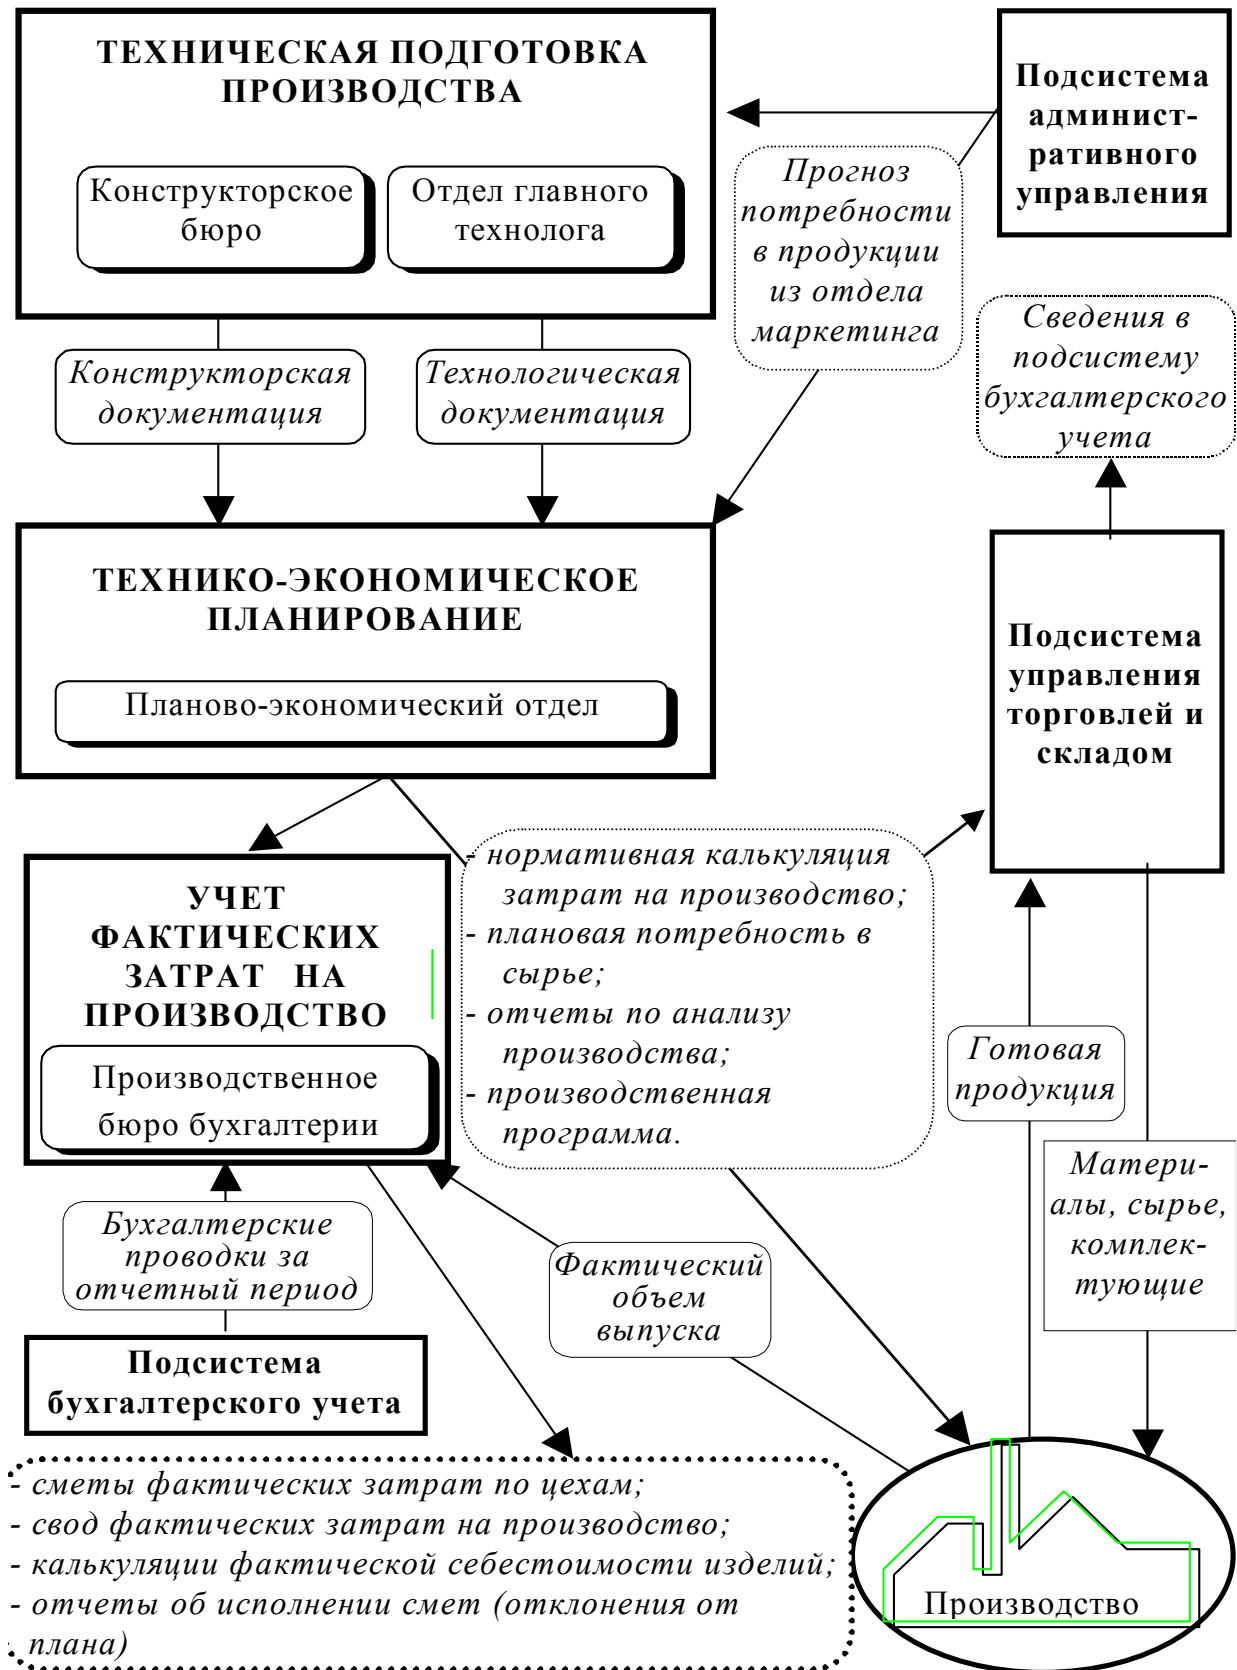 ТЕХНИЧЕСКАЯ ПОДГОТОВКА
ПРОИЗВОДСТВА
Конструкторское
бюро
Отдел главного
технолога
Подсистема
админист-
ративного
управления
Прогноз
потребности
в продукции
из отдела
маркетинга
Конструкторская
документация
Технологическая
документация
Сведения в
подсистему
бухгалтерского
учета
ТЕХНИКО-ЭКОНОМИЧЕСКОЕ
ПЛАНИРОВАНИЕ
Планово-экономический отдел
Подсистема
управления
торговлей и
складом
УЧЕТ
ФАКТИЧЕСКИХ
ЗАТРАТ НА
ПРОИЗВОДСТВО
Производственное
бюро бухгалтерии
- нормативная калькуляция
затрат на производство;
- плановая потребность в
сырье;
- отчеты по анализу
производства;
- производственная
программа.
Готовая
продукция
Матери-
алы, сырье,
комплек-
тующие
Бухгалтерские
проводки за
отчетный период
Фактический
объем
выпуска
Подсистема
бухгалтерского учета
- сметы фактических затрат по цехам;
- свод фактических затрат на производство;
- калькуляции фактической себестоимости изделий;
- отчеты об исполнении смет (отклонения от
плана)
Производство